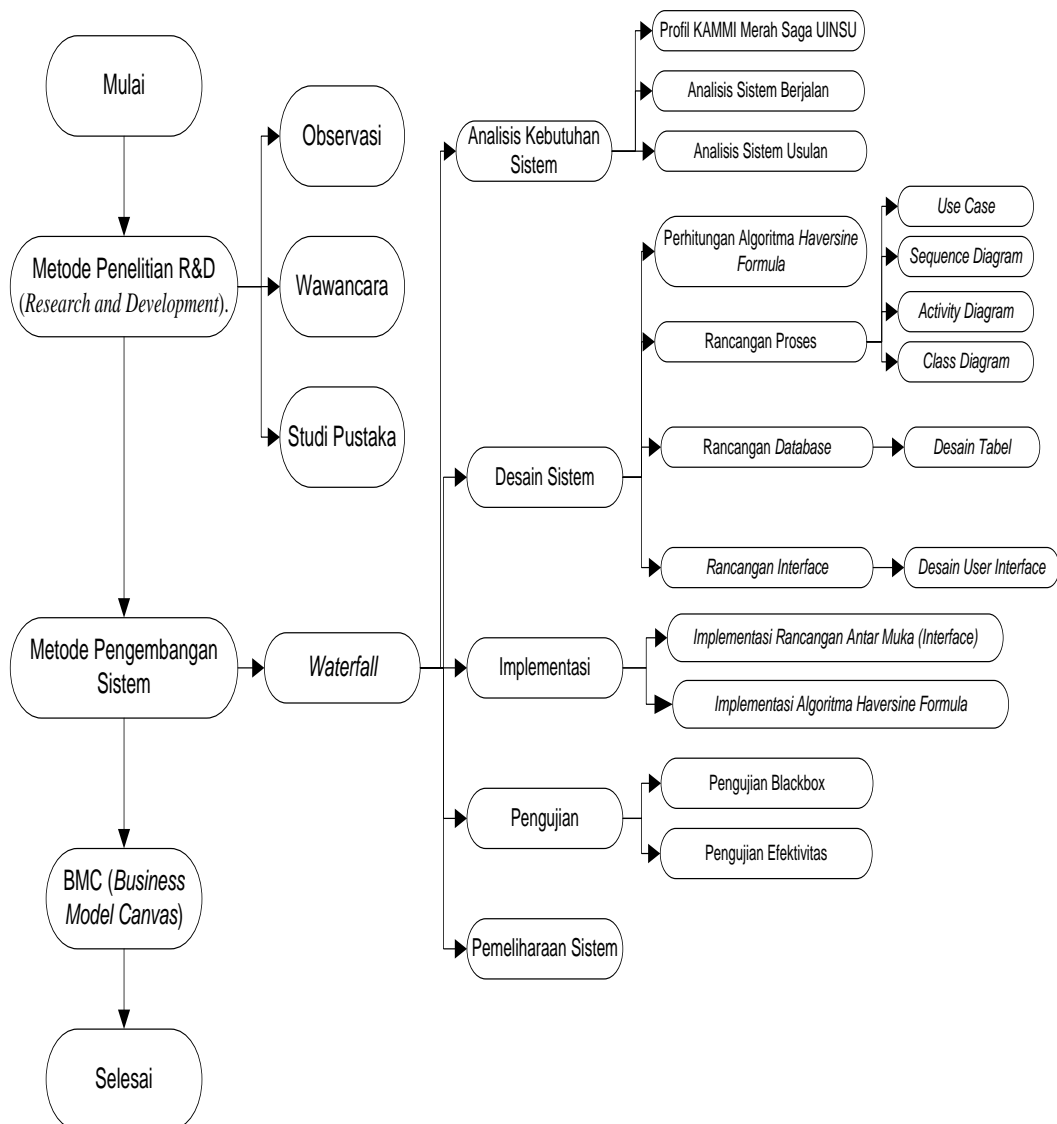 Mulai
Metode Penelitian R&D
(Research and Development).
Observasi
Wawancara
Studi Pustaka
Metode Pengembangan
Sistem
Waterfall
Analisis Kebutuhan
Sistem
Profil KAMMI Merah Saga UINSU
Analisis Sistem Berjalan
Analisis Sistem Usulan
Desain Sistem
Perhitungan Algoritma Haversine
Formula
Rancangan Proses
Use Case
Sequence Diagram
Activity Diagram
Class Diagram
Rancangan Database
Desain Tabel
Rancangan Interface
Desain User Interface
Implementasi
Implementasi Rancangan Antar Muka (Interface)
Implementasi Algoritma Haversine Formula
Pengujian
Pengujian Blackbox
Pengujian Efektivitas
Pemeliharaan Sistem
BMC (Business
Model Canvas)
Selesai